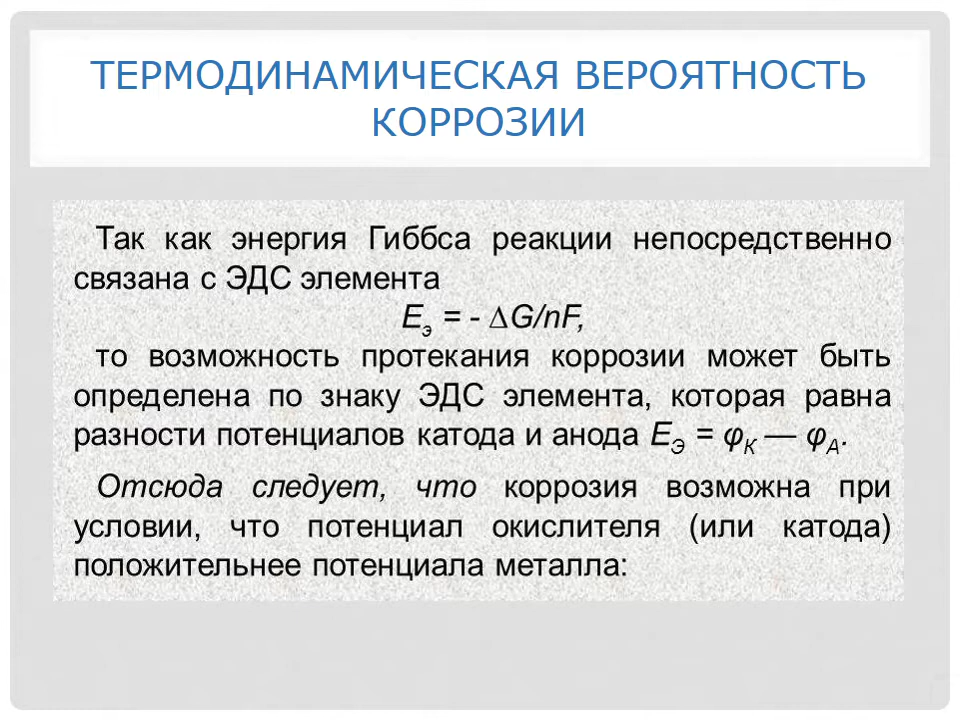 ТЕРМОДИНАМИЧЕСКАЯ ВЕРОЯТНОСТЬ
КОРРОЗИИ
Так как энергия Гиббса реакции непосредственно
связана с ЭДС элемента
Eэ = - ∆G/nF,
то возможность протекания коррозии может быть
определена по знаку ЭДС элемента, которая равна
разности потенциалов катода и анода EЭ = φК — φА.
Отсюда следует, что коррозия возможна при
условии, что потенциал окислителя (или катода)
положительнее потенциала металла: